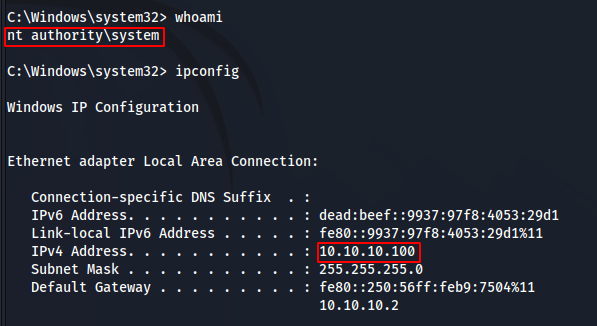 C:\Windows\system32> whoami
nt authority\system
C:\Windows\system32> ipconfig
Windows IP Configuration
Ethernet adapter Local Area Connection:
Connection-specific DNS Suffix  . :
IPv6 Address. . . . . . . . . . . : dead:beef::9937:97f8:4053:29d1
Link-local IPv6 Address . . . . . : fe80::9937:97f8:4053:29d1%11
IPv4 Address. . . . . . . . . . . : 10.10.10.100
Subnet Mask . . . . . . . . . . . : 255.255.255.0
Default Gateway . . . . . . . . . : fe80::250:56ff:feb9:7504%11
10.10.10.2